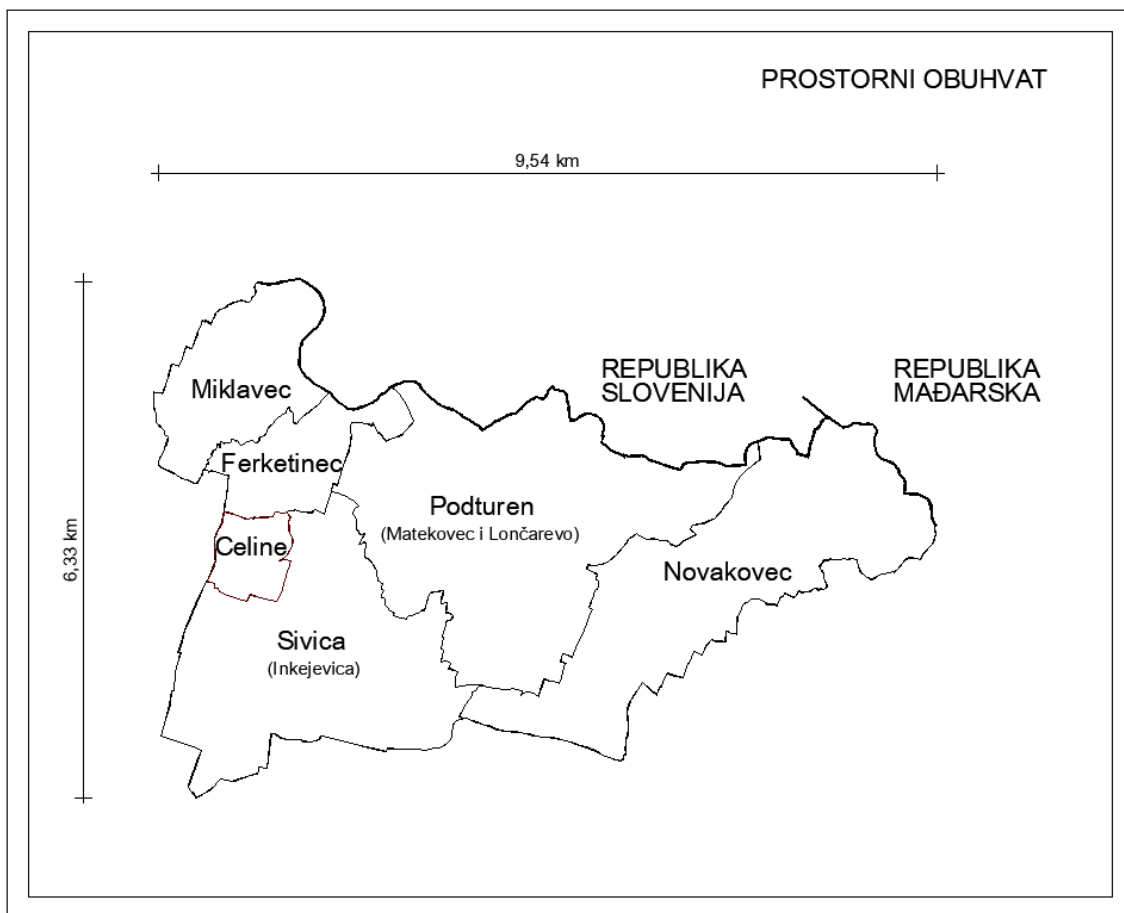 PROSTORNI OBUHVAT
9,54 km
6,33 km
REPUBLIKA
SLOVENIJA
REPUBLIKA
MAĐARSKA
Miklavec
Ferketinec
Podturen
(Matekovec i Lončarevo)
Celine
Novakovec
Sivica
(Inkejevica)